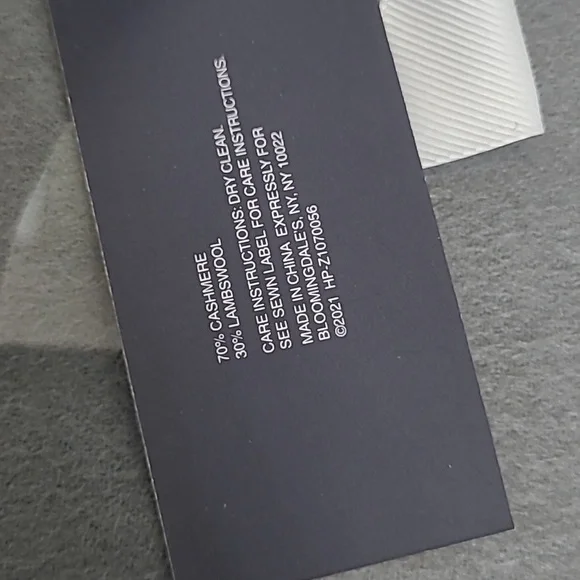 70% CASHMERE
30% LAMBSWOOL
CARE INSTRUCTIONS: DRY CLEAN.
SEE SEWN LABEL FOR CARE INSTRUCTIONS.
MADE IN CHINA EXPRESSLY FOR
BLOOMINGDALE'S, NY, NY 10022
©2021 HP-Z1070056